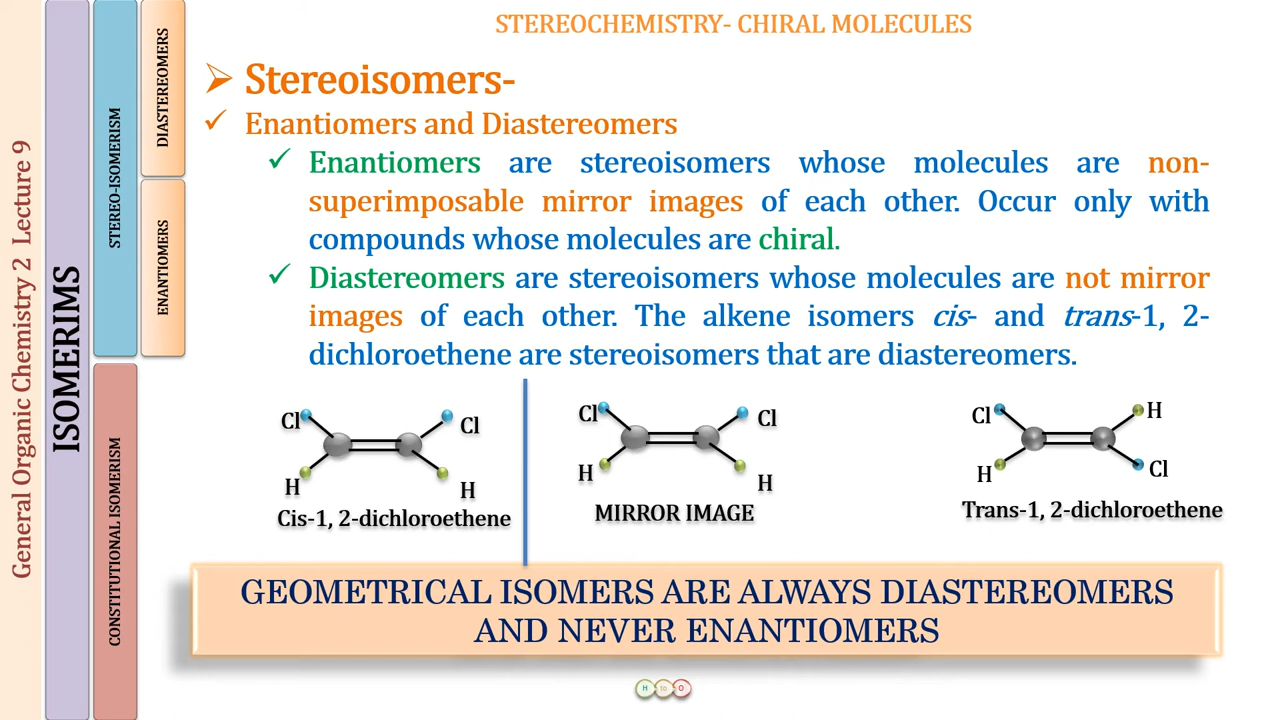 STEREOCHEMISTRY- CHIRAL MOLECULES
General Organic Chemistry 2 Lecture 9
ISOMERIMS
STEREO-ISOMERISM
CONSTITUTIONAL ISOMERISM
DIASTEREOMERS
ENANTIOMERS
➢ Stereoisomers-
✓ Enantiomers and Diastereomers
✓ Enantiomers are stereoisomers whose molecules are non-
superimposable mirror images of each other. Occur only with
compounds whose molecules are chiral.
✓ Diastereomers are stereoisomers whose molecules are not mirror
images of each other. The alkene isomers cis- and trans-1, 2-
dichloroethene are stereoisomers that are diastereomers.
Cl Cl
H H
Cis-1, 2-dichloroethene
Cl Cl
H H
MIRROR IMAGE
Cl H
H Cl
Trans-1, 2-dichloroethene
GEOMETRICAL ISOMERS ARE ALWAYS DIASTEREOMERS
AND NEVER ENANTIOMERS
H to O